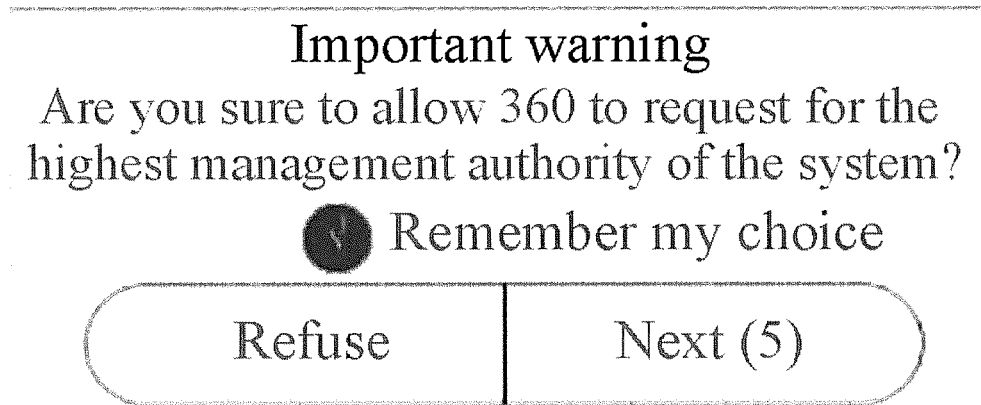 Important warning
Are you sure to allow 360 to request for the
highest management authority of the system?
Remember my choice
Refuse
Next (5)